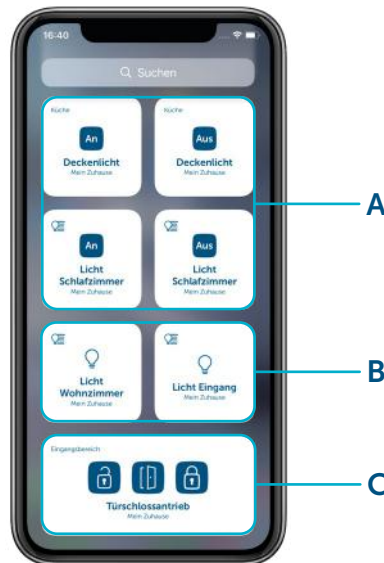 16:40
Suchen
Küche
An
Deckenlicht
Mein Zuhause
Küche
Aus
Deckenlicht
Mein Zuhause
A
An
Licht
Schlafzimmer
Mein Zuhause
Aus
Licht
Schlafzimmer
Mein Zuhause
Licht
Wohnzimmer
Mein Zuhause
Licht Eingang
Mein Zuhause
B
Eingangsbereich
Türschlossantrieb
Mein Zuhause
C